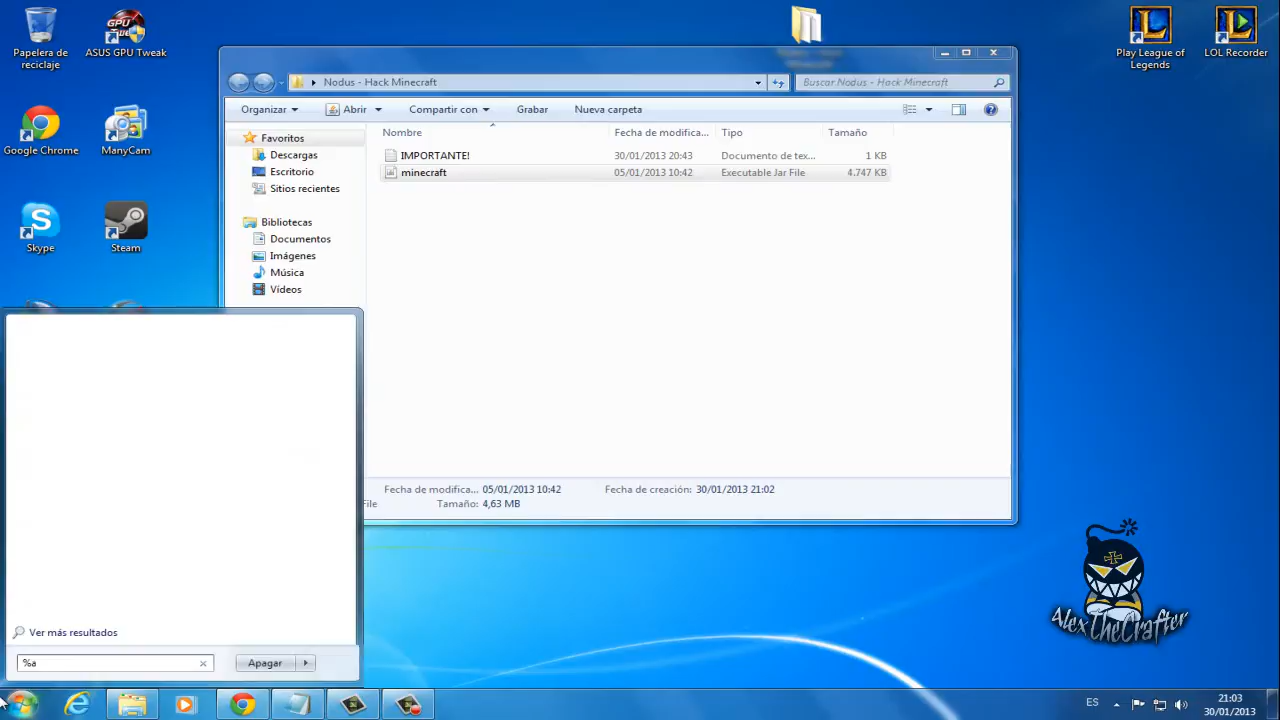 Papelera de
reciclaje
ASUS GPU Tweak
Play League of
Legends
LOL Recorder
Google Chrome
ManyCam
Skype
Steam
Nodus - Hack Minecraft
Buscar Nodus - Hack Minecraft
Organizar
Abrir
Compartir con
Grabar
Nueva carpeta
Nombre
Fecha de modifica...
Tipo
Tamaño
IMPORTANTE!
30/01/2013 20:43
Documento de tex...
1 KB
minecraft
05/01/2013 10:42
Executable Jar File
4.747 KB
Favoritos
Descargas
Escritorio
Sitios recientes
Bibliotecas
Documentos
Imágenes
Música
Vídeos
Fecha de modifica... 05/01/2013 10:42
Fecha de creación: 30/01/2013 21:02
File
Tamaño: 4,63 MB
Ver más resultados
%a
Apagar
AlexTheCrafter
ES
21:03
30/01/2013